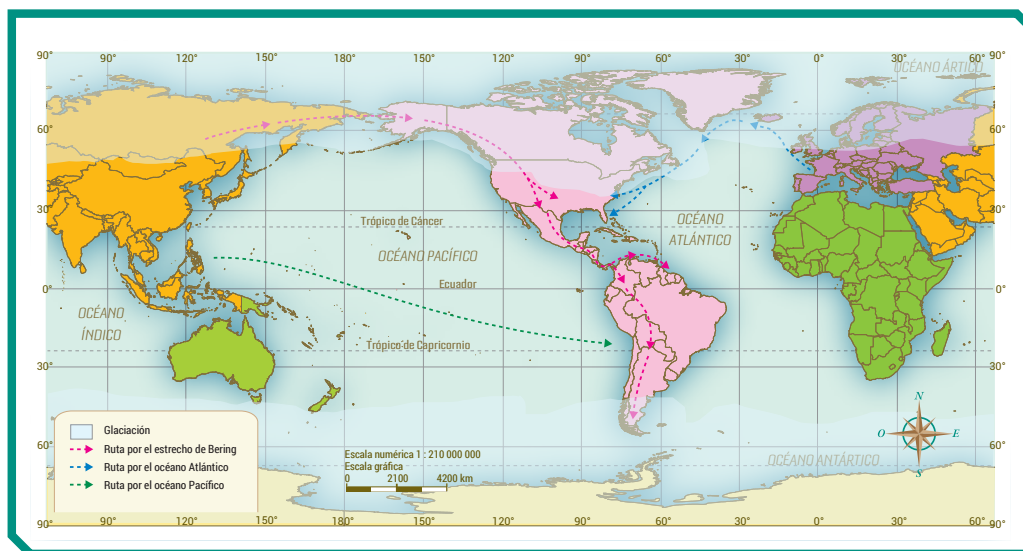 90° 90° 120° 150° 180° 150° 120° 90° 60° 30° 0° 60° 90°
OCÉANO ÁRTICO
60° 60°
30° 30°
Trópico de Cáncer
OCÉANO
ATLÁNTICO
OCÉANO PACÍFICO
Ecuador
0° 0°
OCÉANO
ÍNDICO
Trópico de Capricornio
30° 30°
N
O E
S
Glaciación
Ruta por el estrecho de Bering
Ruta por el océano Atlántico
Ruta por el océano Pacífico
60° 60°
Escala numérica 1 : 210 000 000
Escala gráfica
0 2100 4200 km
OCÉANO ANTÁRTICO
90° 90° 120° 150° 180° 150° 120° 90° 60° 30° 0° 30° 60° 90°